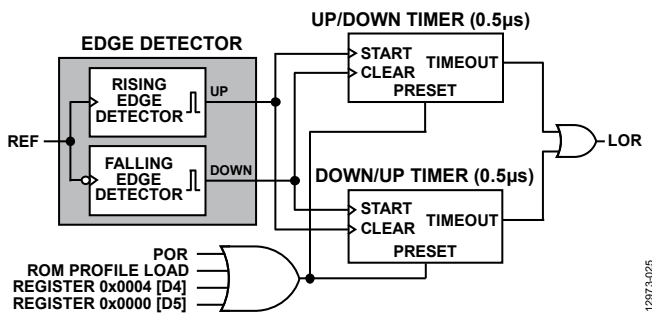 UP/DOWN TIMER (0.5µs)
EDGE DETECTOR
START
CLEAR
TIMEOUT
PRESET
RISING
EDGE
DETECTOR
UP
REF
LOR
FALLING
EDGE
DETECTOR
DOWN
DOWN/UP TIMER (0.5µs)
START
CLEAR
TIMEOUT
PRESET
POR
ROM PROFILE LOAD
REGISTER 0x0004 [D4]
REGISTER 0x0000 [D5]
12973-025